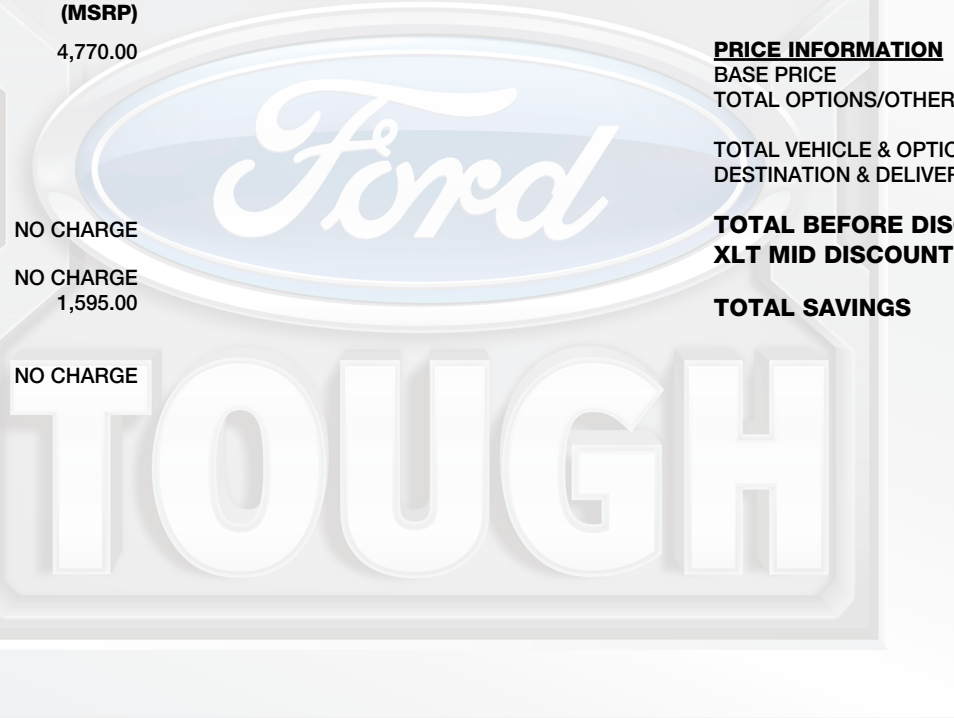 (MSRP)
4,770.00
NO CHARGE
NO CHARGE
1,595.00
NO CHARGE
PRICE INFORMATION
BASE PRICE
TOTAL OPTIONS/OTHER
TOTAL VEHICLE & OPTIO
DESTINATION & DELIVER
TOTAL BEFORE DISC
XLT MID DISCOUNT
TOTAL SAVINGS
Ford
TOUGH